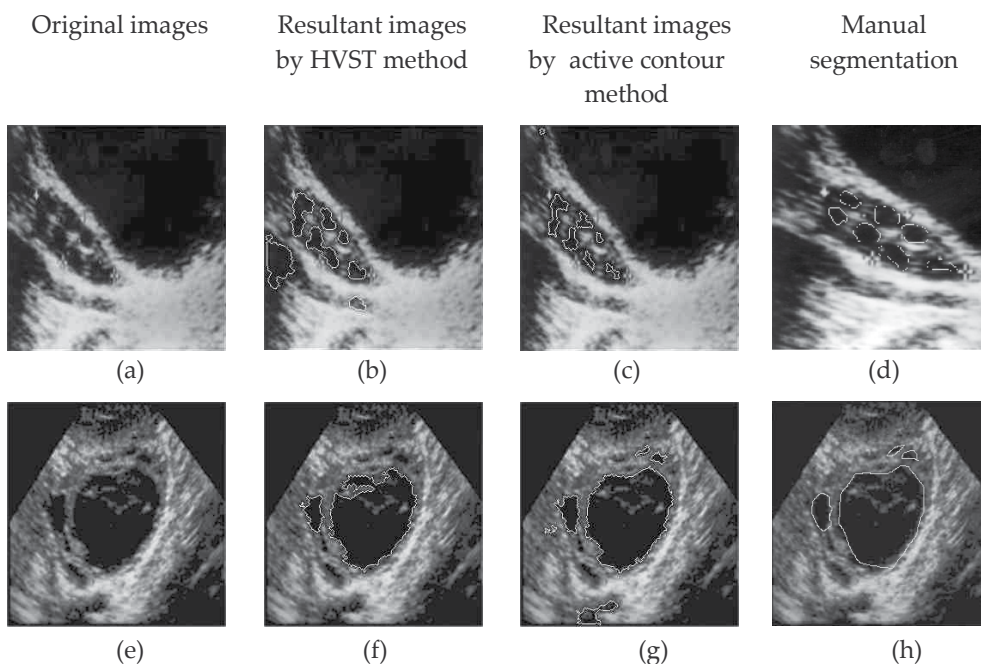 Original images
Resultant images
by HVST method
Resultant images
by active contour
method
Manual
segmentation
(a)
(b)
(c)
(d)
(e)
(f)
(g)
(h)